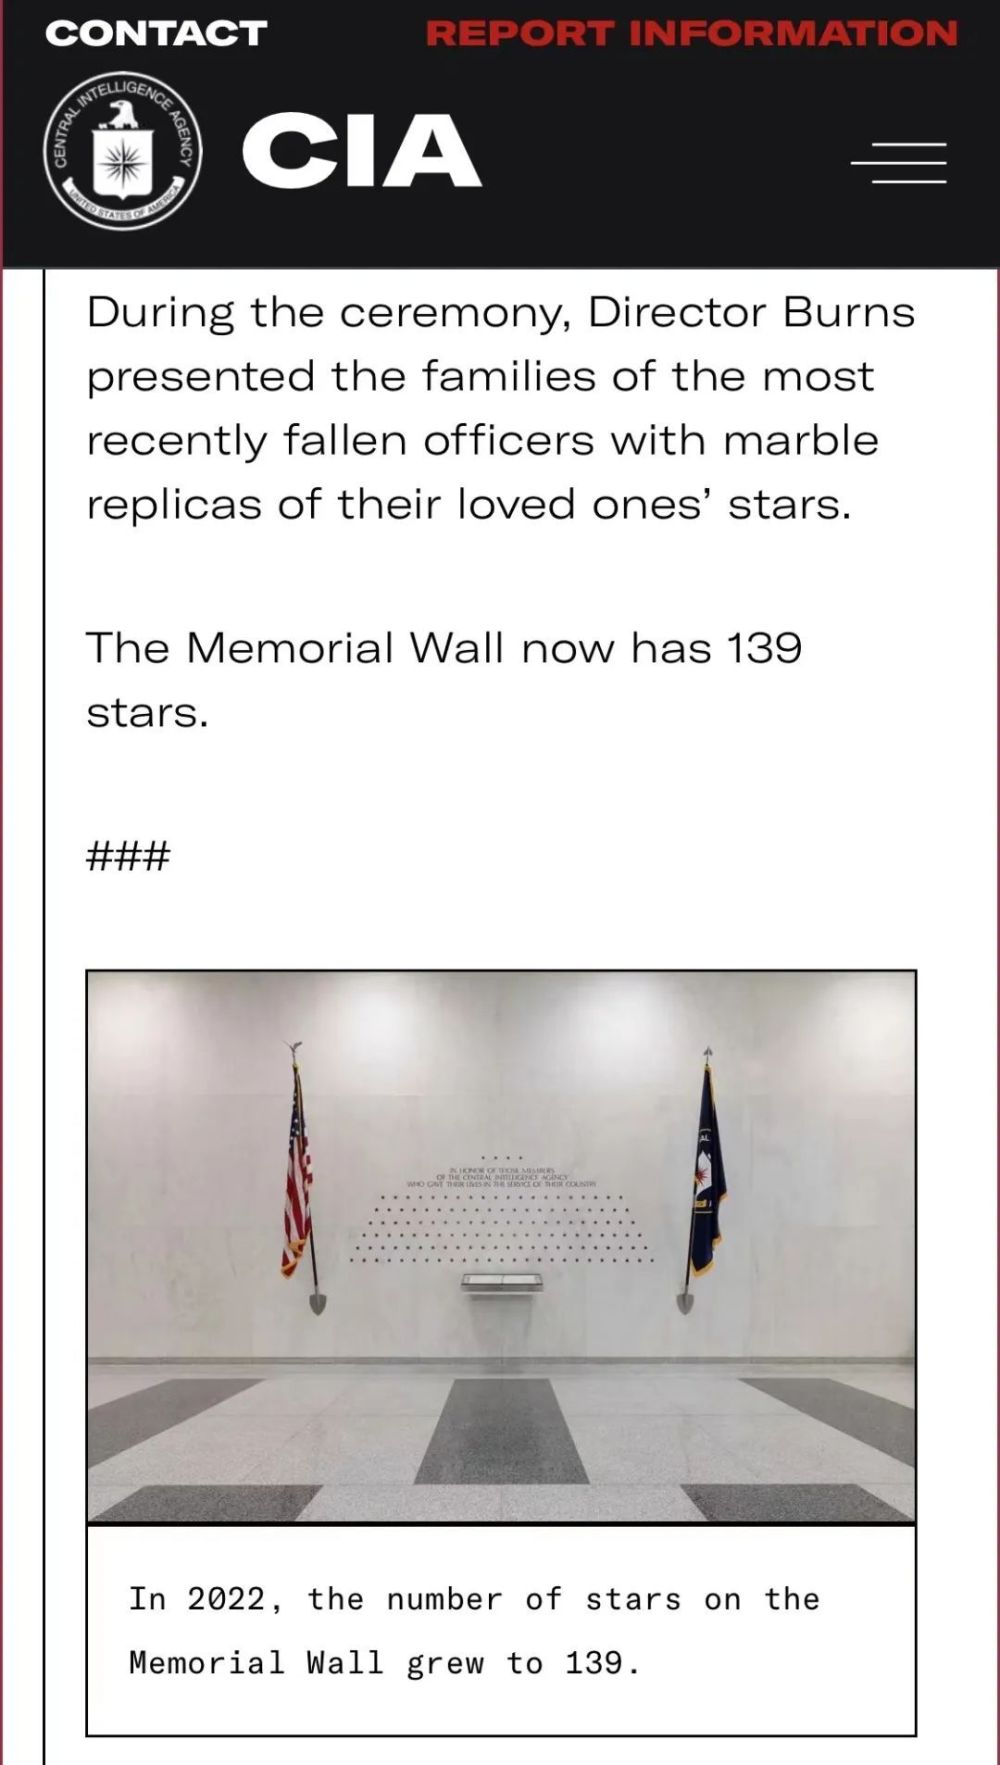 CONTACT
REPORT INFORMATION
CENTRAL INTELLIGENCE AGENCY
UNITED STATES OF AMERICA
CIA
During the ceremony, Director Burns
presented the families of the most
recently fallen officers with marble
replicas of their loved ones’ stars.
The Memorial Wall now has 139
stars.
###
IN HONOR OF THOSE MEMBERS
OF THE CENTRAL INTELLIGENCE AGENCY
WHO GAVE THEIR LIVES IN THE SERVICE OF THEIR COUNTRY
AL
In 2022, the number of stars on the
Memorial Wall grew to 139.